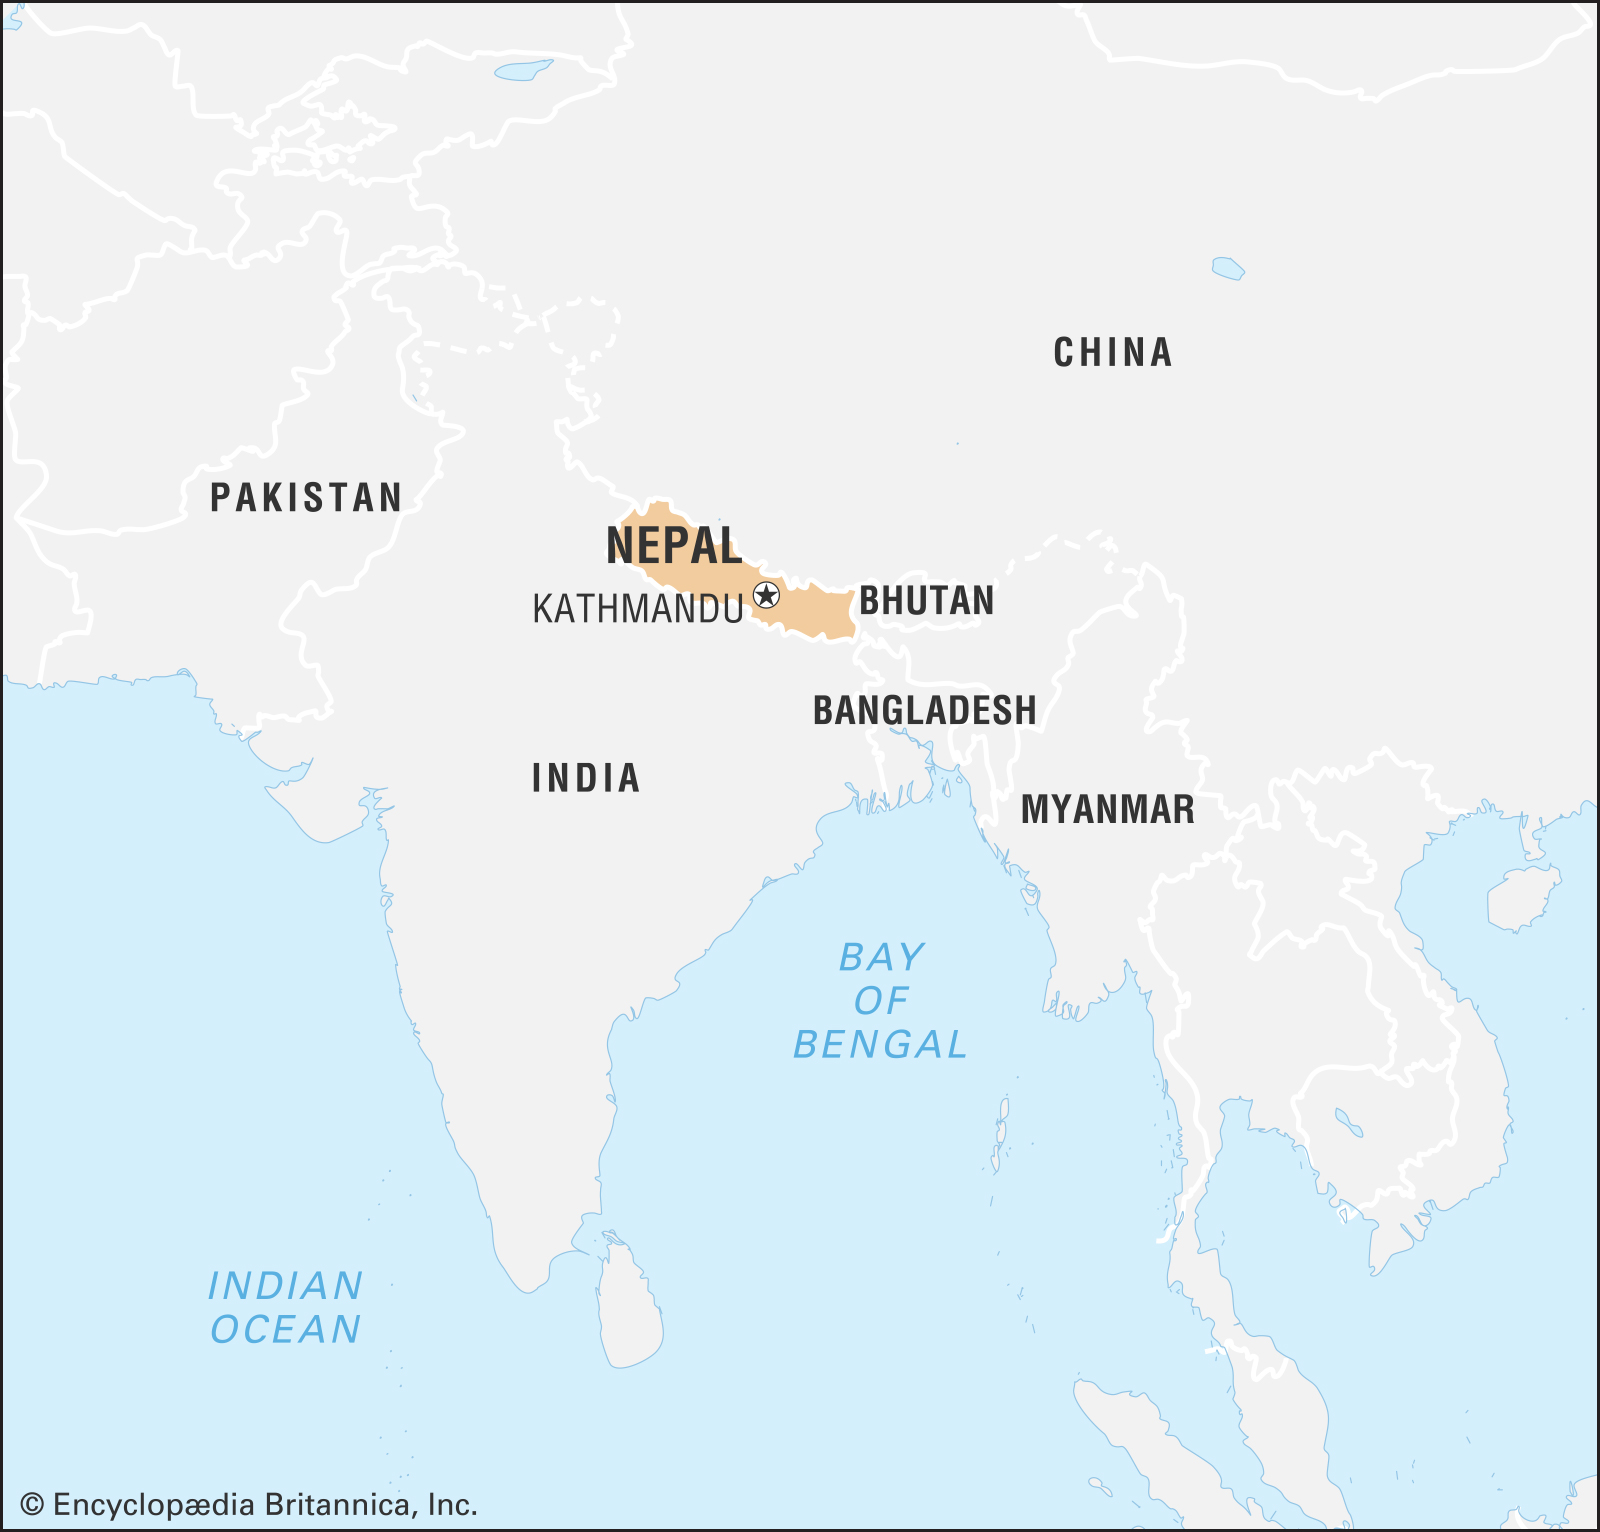 CHINA
PAKISTAN
NEPAL
KATHMANDU
BHUTAN
BANGLADESH
INDIA
MYANMAR
BAY
OF
BENGAL
INDIAN
OCEAN
© Encyclopædia Britannica, Inc.